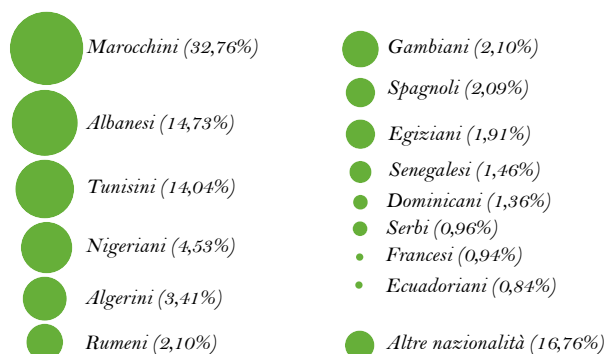 Marocchini (32,76%)
Albanesi (14,73%)
Tunisini (14,04%)
Nigeriani (4,53%)
Algerini (3,41%)
Rumeni (2,10%)
Gambiani (2,10%)
Spagnoli (2,09%)
Egiziani (1,91%)
Senegalesi (1,46%)
Dominicani (1,36%)
Serbi (0,96%)
Francesi (0,94%)
Ecuadoriani (0,84%)
Altre nazionalità (16,76%)